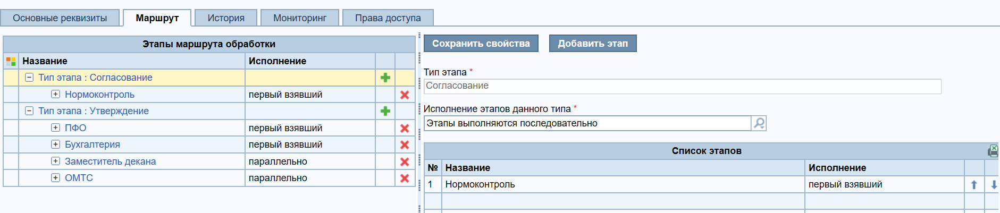 Основные реквизиты Маршрут История Мониторинг Права доступа
Этапы маршрута обработки
Название Исполнение
Тип этапа : Согласование
Нормоконтроль первый взявший
Тип этапа : Утверждение
ПФО первый взявший
Бухгалтерия первый взявший
Заместитель декана параллельно
ОМТС параллельно
Сохранить свойства Добавить этап
Тип этапа *
Согласование
Исполнение этапов данного типа *
Этапы выполняются последовательно
Список этапов
№ Название Исполнение
1 Нормоконтроль первый взявший